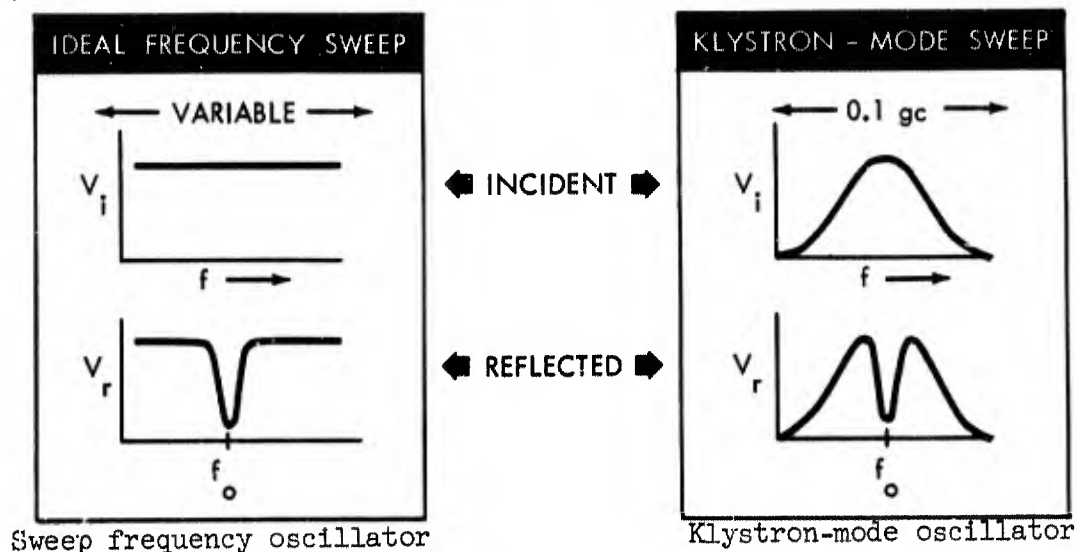 IDEAL FREQUENCY SWEEP
VARIABLE
V i
f
V r
f o
Sweep frequency oscillator
INCIDENT
REFLECTED
KLYSTRON - MODE SWEEP
0.1 gc
V i
f
V r
f o
Klystron-mode oscillator